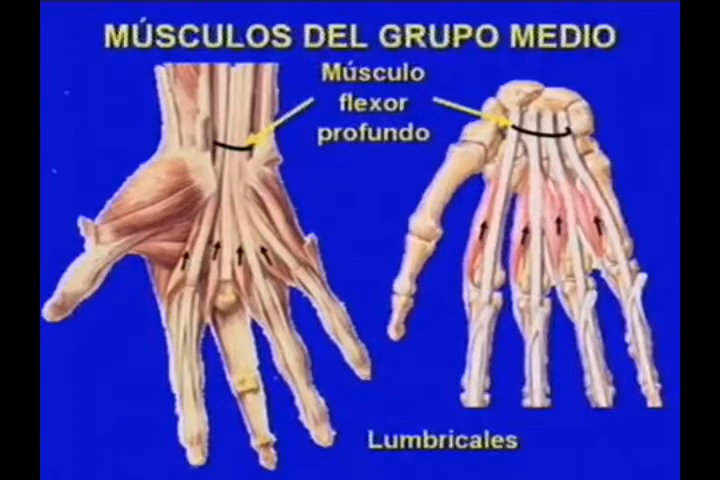 MÚSCULOS DEL GRUPO MEDIO
Músculo
flexor
profundo
Lumbricales